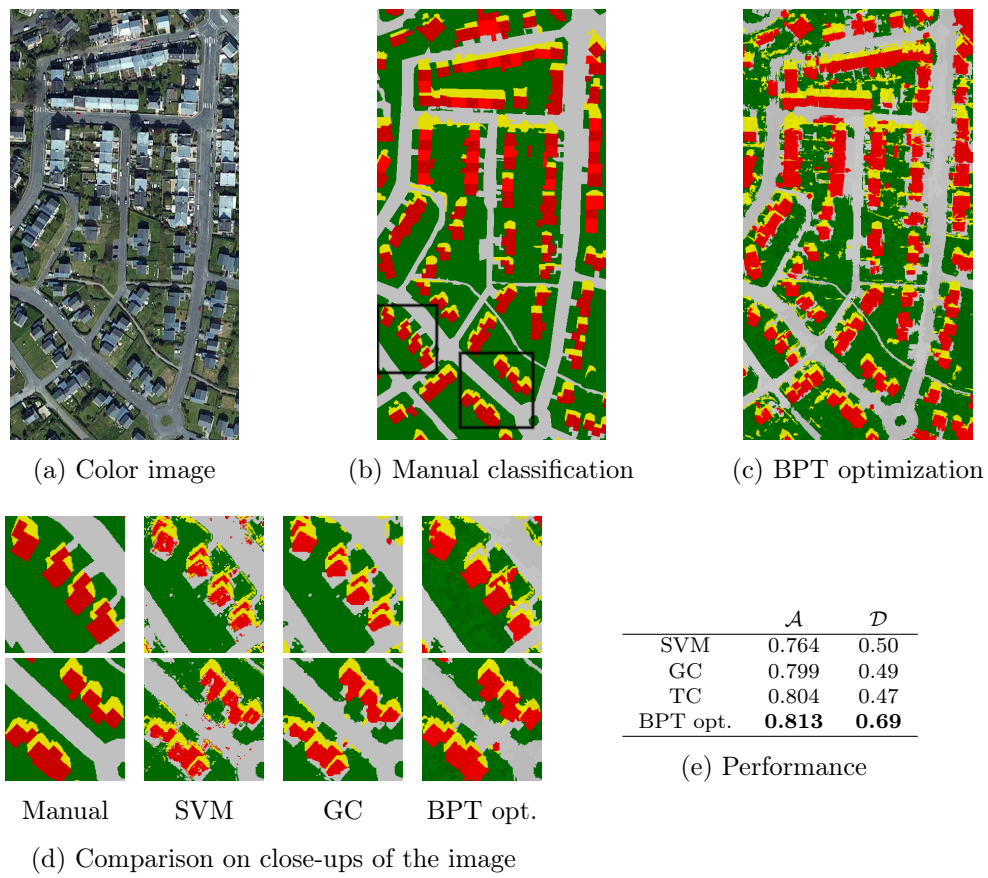 (a) Color image
(b) Manual classification
(c) BPT optimization
Manual
SVM
GC
BPT opt.
(d) Comparison on close-ups of the image
𝒜 𝒟
SVM 0.764 0.50
GC 0.799 0.49
TC 0.804 0.47
BPT opt. 0.813 0.69
(e) Performance